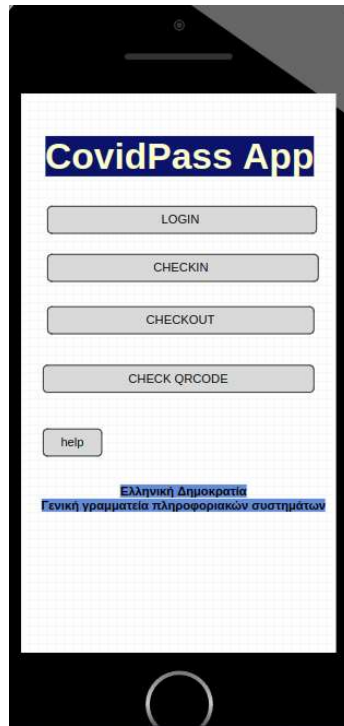 CovidPass App
LOGIN
CHECKIN
CHECKOUT
CHECK QRCODE
help
Ελληνική Δημοκρατία
Γενική γραμματεία πληροφοριακών συστημάτων